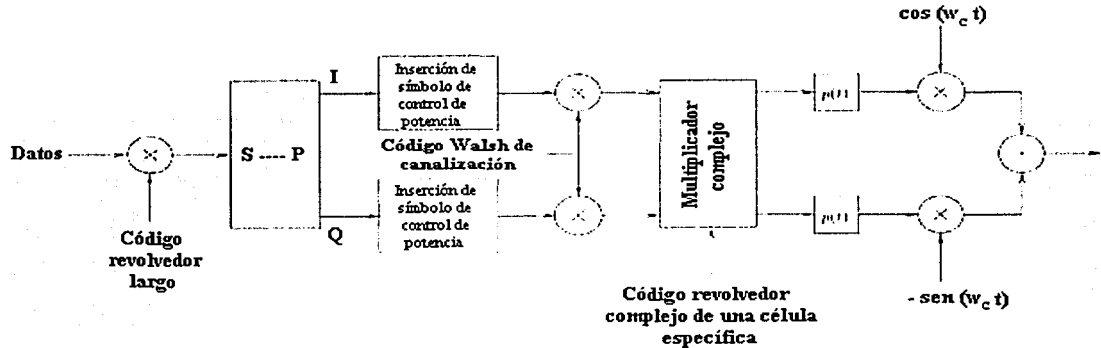 cos (w_c t)
I
Inserción de
símbolo de
control de
potencia
p(t)
Datos
S ---- P
Código Walsh de
canalización
Multiplicador
complejo
Inserción de
símbolo de
control de
potencia
p(t)
Q
Código
revolvedor
largo
- sen (w_c t)
Código revolvedor
complejo de una célula
específica